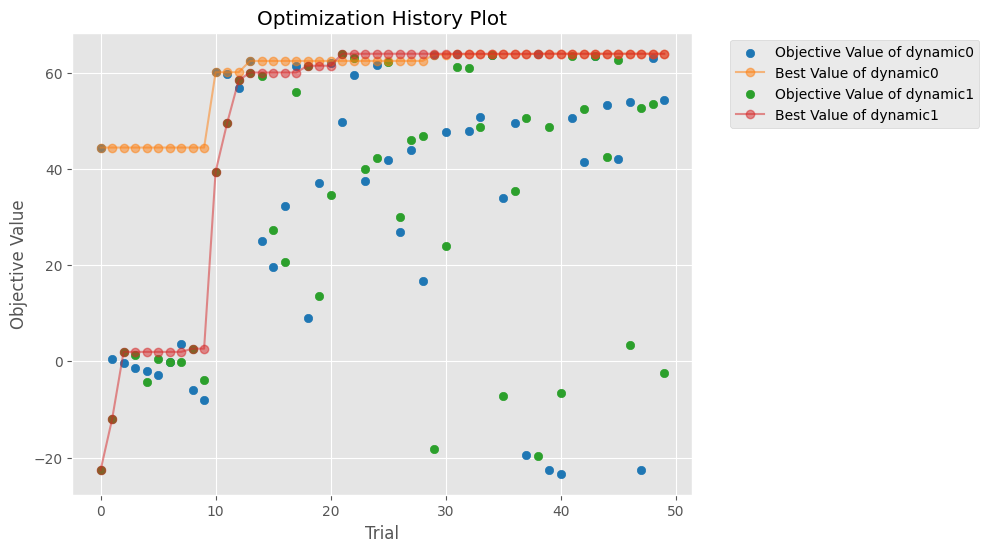 Optimization History Plot
Objective Value of dynamic0
Best Value of dynamic0
Objective Value of dynamic1
Best Value of dynamic1
Objective Value
60
40
20
0
−20
0 10 20 30 40 50
Trial